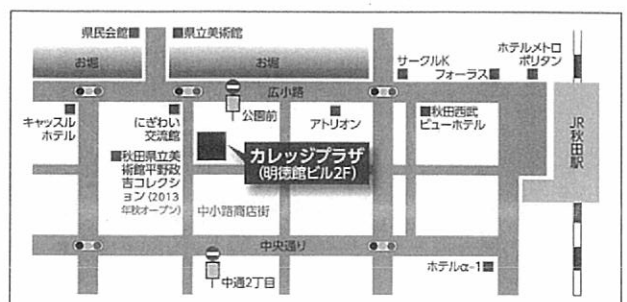 県民会館■
■県立美術館
お堀
お堀
サークルK
フォーラス
ホテルメトロ
ポリタン
広小路
キャッスル
ホテル
にぎわい
交流館
公園前
アトリオン
■秋田西武
ビューホテル
JR秋田駅
カレッジプラザ
(明徳館ビル2F)
■秋田県立美
術館平野政
吉コレクシ
ョン(2013
年秋オープン)
中小路商店街
中央通り
中通2丁目
ホテルα-1■